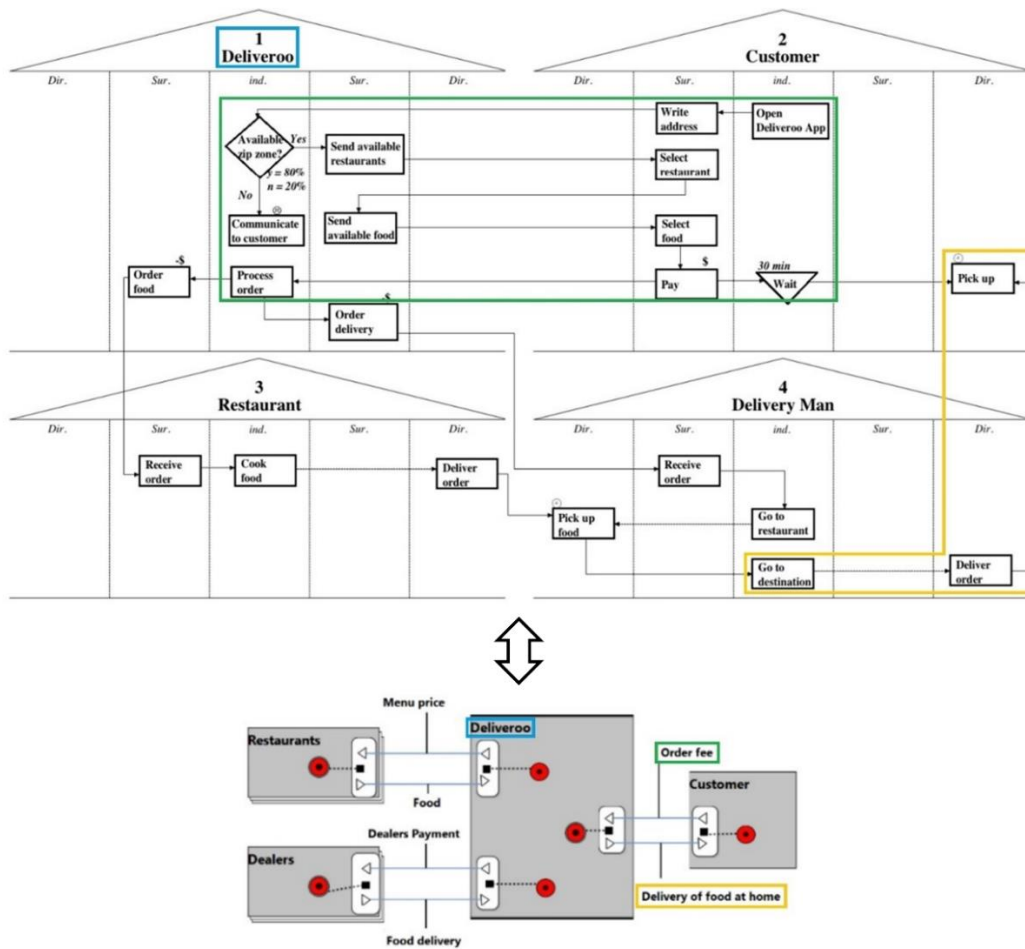 1
Deliveroo
2
Customer
Dir.
Sur.
ind.
Sur.
Dir.
Dir.
Sur.
ind.
Sur.
Dir.
Available
zip zone?
Yes
y = 80%
n = 20%
No
Send available
restaurants
Write
address
Open
Deliveroo App
Select
restaurant
Communicate
to customer
Send
available food
Select
food
-$
Order
food
Process
order
$
Pay
30 min
Wait
Pick up
-$
Order
delivery
3
Restaurant
4
Delivery Man
Dir.
Sur.
ind.
Sur.
Dir.
Dir.
Sur.
ind.
Sur.
Dir.
Receive
order
Cook
food
Deliver
order
Receive
order
Pick up
food
Go to
restaurant
Go to
destination
Deliver
order
Menu price
Restaurants
Deliveroo
Order fee
Customer
Food
Dealers Payment
Dealers
Delivery of food at home
Food delivery